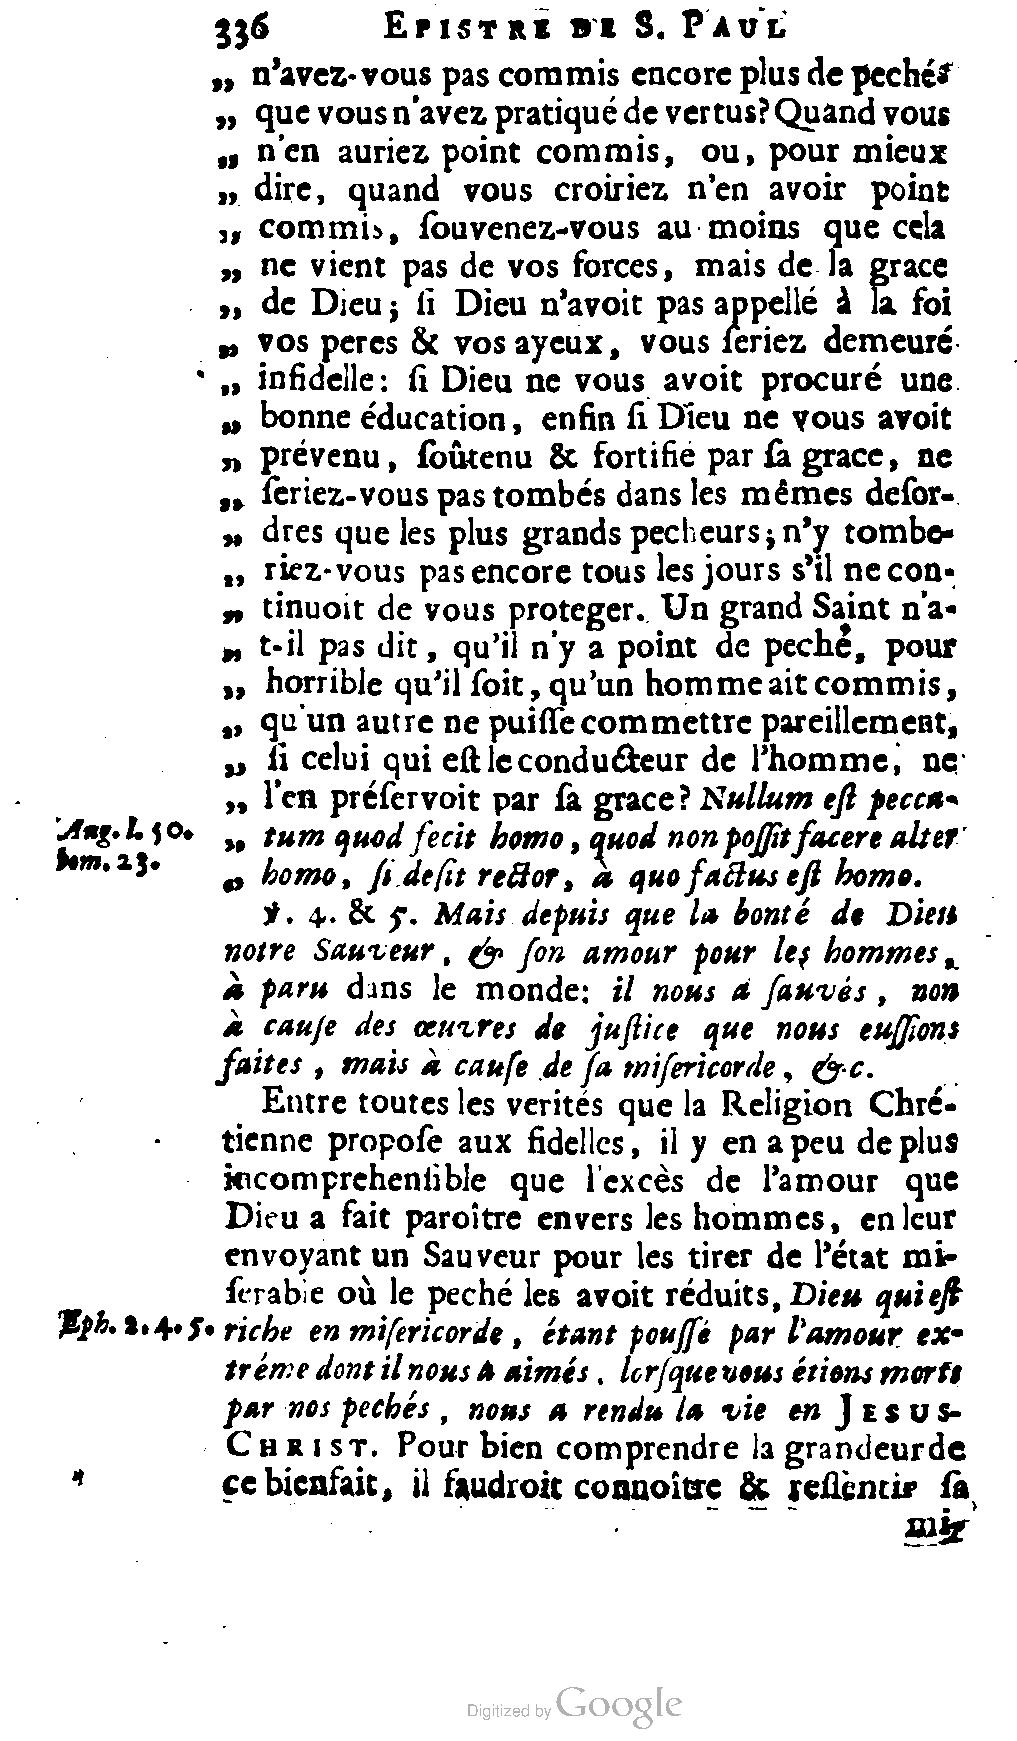 336 EPISTRE DE S. PAUL
„ n'avez-vous pas commis encore plus de pechés
„ que vous n'avez pratiqué de vertus? Quand vous
„ n'en auriez point commis, ou, pour mieux
„ dire, quand vous croiriez n'en avoir point
„ commis, ſouvenez-vous au moins que cela
„ ne vient pas de vos forces, mais de la grace
„ de Dieu; ſi Dieu n'avoit pas appellé à la foi
„ vos peres & vos ayeux, vous ſeriez demeuré
„ infidelle: ſi Dieu ne vous avoit procuré une
„ bonne éducation, enfin ſi Dieu ne vous avoit
„ prévenu, ſoûtenu & fortifié par ſa grace, ne
„ ſeriez-vous pas tombés dans les mêmes deſor-
„ dres que les plus grands pecheurs; n'y tombe-
„ riez-vous pas encore tous les jours s'il ne con-
„ tinuoit de vous proteger. Un grand Saint n'a-
„ t-il pas dit, qu'il n'y a point de peché, pour
„ horrible qu'il ſoit, qu'un homme ait commis,
„ qu'un autre ne puiſſe commettre pareillement,
„ ſi celui qui eſt le conducteur de l'homme, ne
„ l'en préſervoit par ſa grace? Nullum eſt pecca-
Aug. l. 50. „ tum quod fecit homo, quod non poſſit facere alter
hom. 23. „ homo, ſi deſit rector, à quo factus eſt homo.
℣. 4. & 5. Mais depuis que la bonté de Dieu
notre Sauveur, & ſon amour pour les hommes,
à paru dans le monde: il nous a ſauvés, non
à cauſe des œuvres de juſtice que nous euſſions
faites, mais à cauſe de ſa miſericorde, &c.
Entre toutes les verités que la Religion Chré-
tienne propoſe aux fidelles, il y en a peu de plus
incomprehenſible que l'excès de l'amour que
Dieu a fait paroître envers les hommes, en leur
envoyant un Sauveur pour les tirer de l'état mi-
ſerable où le peché les avoit réduits, Dieu qui eſt
Eph. 2. 4. 5. riche en miſericorde, étant pouſſé par l'amour ex-
tréme dont il nous a aimés, lorſque vous étions morts
par nos pechés, nous a rendu la vie en JESUS-
CHRIST. Pour bien comprendre la grandeur de
ce bienfait, il faudroit connoître & reſſentir ſa
miſ-
Digitized by Google